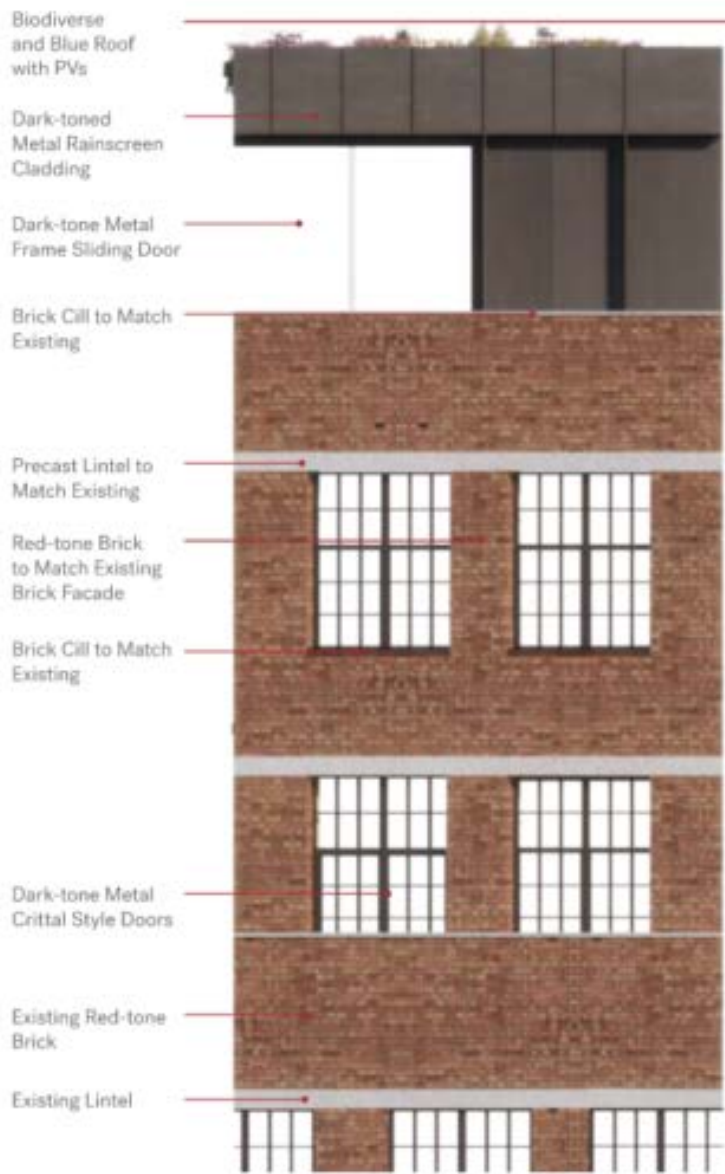 Biodiverse
and Blue Roof
with PVs
Dark-toned
Metal Rainscreen
Cladding
Dark-tone Metal
Frame Sliding Door
Brick Cill to Match
Existing
Precast Lintel to
Match Existing
Red-tone Brick
to Match Existing
Brick Facade
Brick Cill to Match
Existing
Dark-tone Metal
Crittal Style Doors
Existing Red-tone
Brick
Existing Lintel